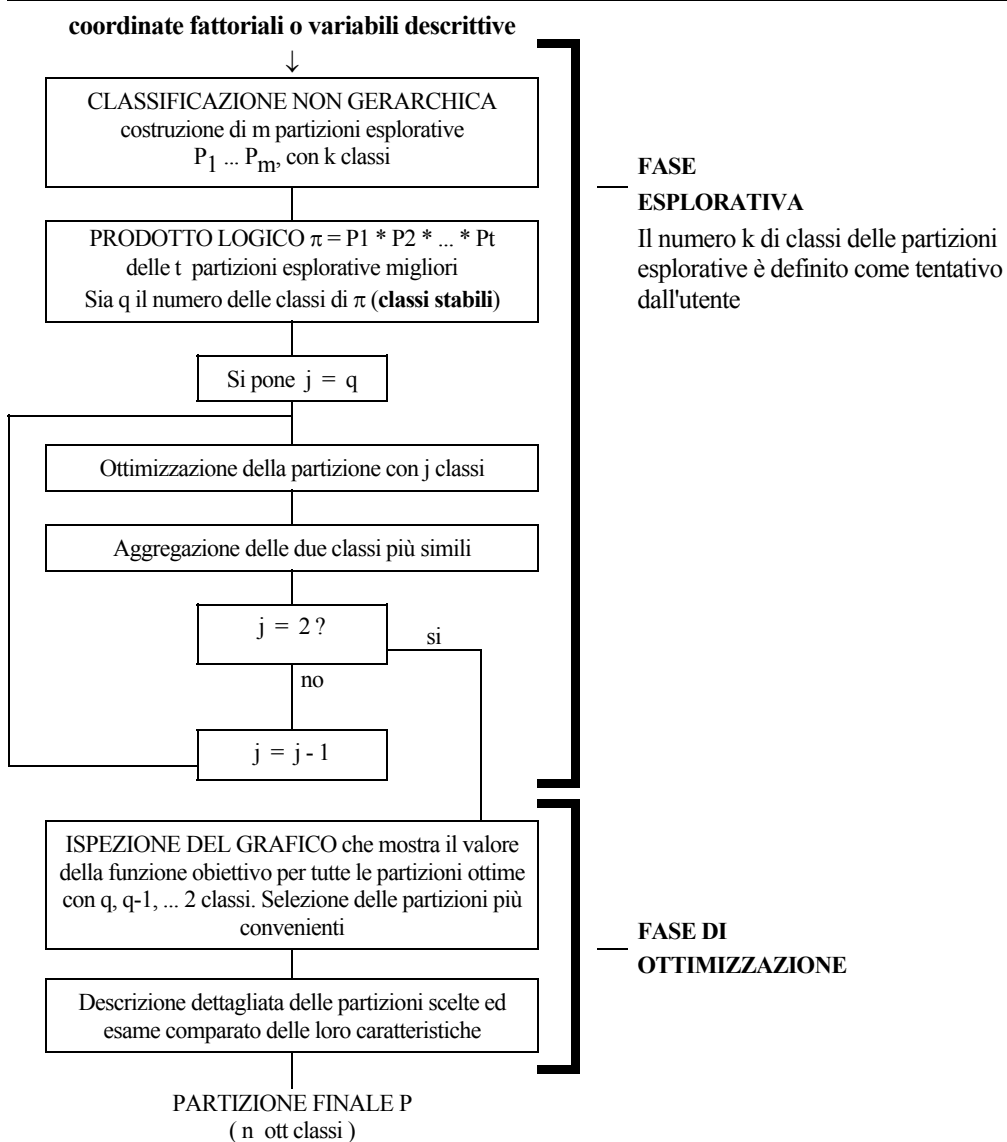 coordinate fattoriali o variabili descrittive
↓
CLASSIFICAZIONE NON GERARCHICA
costruzione di m partizioni esplorative
P1 ... Pm, con k classi
PRODOTTO LOGICO π = P1 * P2 * ... * Pt
delle t partizioni esplorative migliori
Sia q il numero delle classi di π (classi stabili)
Si pone j = q
Ottimizzazione della partizione con j classi
Aggregazione delle due classi più simili
j = 2 ?
si
no
j = j - 1
FASE
ESPLORATIVA
Il numero k di classi delle partizioni
esplorative è definito come tentativo
dall'utente
ISPEZIONE DEL GRAFICO che mostra il valore
della funzione obiettivo per tutte le partizioni ottime
con q, q-1, ... 2 classi. Selezione delle partizioni più
convenienti
Descrizione dettagliata delle partizioni scelte ed
esame comparato delle loro caratteristiche
FASE DI
OTTIMIZZAZIONE
PARTIZIONE FINALE P
( n ott classi )